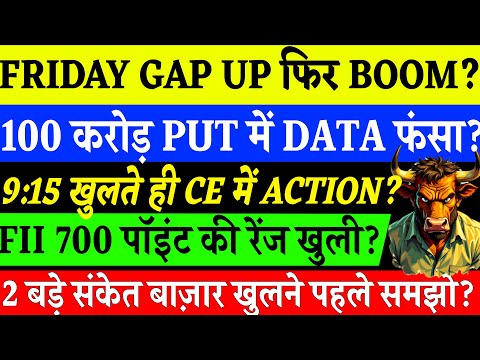 FRIDAY GAP UP फिर BOOM?
100 करोड़ PUT में DATA फंसा?
9:15 खुलते ही CE में ACTION?
FII 700 पॉइंट की रेंज खुली?
2 बड़े संकेत बाज़ार खुलने पहले समझो?